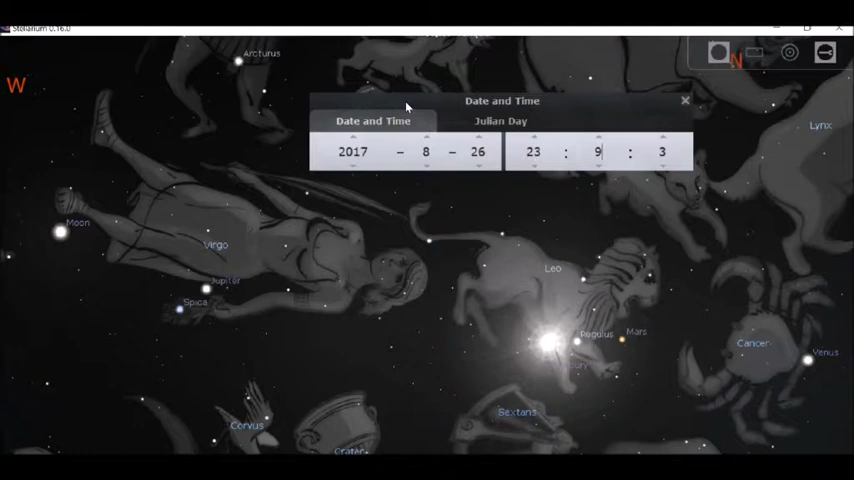 Stellarium 0.16.0
Arcturus
N
W
Date and Time
Date and Time Julian Day
2017 - 8 - 26 23 : 9 : 3
Lynx
Moon
Virgo
Leo
Jupiter
Spica
Regulus
Mars
Cancer
Venus
Sextans
Corvus
Crater